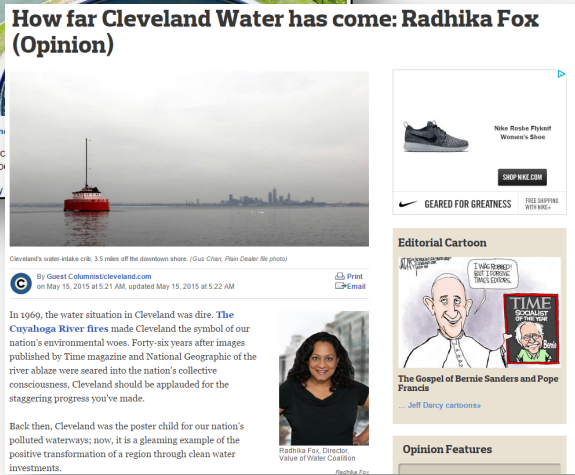 How far Cleveland Water has come: Radhika Fox
(Opinion)
Cleveland's water-intake crib, 3.5 miles off the downtown shore. (Gus Chan, Plain Dealer file photo)
By Guest Columnist/cleveland.com
on May 15, 2015 at 5:21 AM, updated May 15, 2015 at 5:22 AM
Print
Email
In 1969, the water situation in Cleveland was dire. The
Cuyahoga River fires made Cleveland the symbol of our
nation's environmental woes. Forty-six years after images
published by Time magazine and National Geographic of the
river ablaze were seared into the nation's collective
consciousness, Cleveland should be applauded for the
staggering progress you've made.
Back then, Cleveland was the poster child for our nation's
polluted waterways; now, it is a gleaming example of the
positive transformation of a region through clean water
investments.
Radhika Fox, Director,
Value of Water Coalition
Radhika Fox
Nike Roshe Flyknit
Women's Shoe
SHOP NIKE.COM
GEARED FOR GREATNESS
FREE SHIPPING
WITH NIKE+
Editorial Cartoon
I WAS ROBBED!
BUT I FORGIVE
TIME'S EDITORS.
TIME
SOCIALIST
OF THE YEAR
Bernie
The Gospel of Bernie Sanders and Pope
Francis
... Jeff Darcy cartoons»
Opinion Features